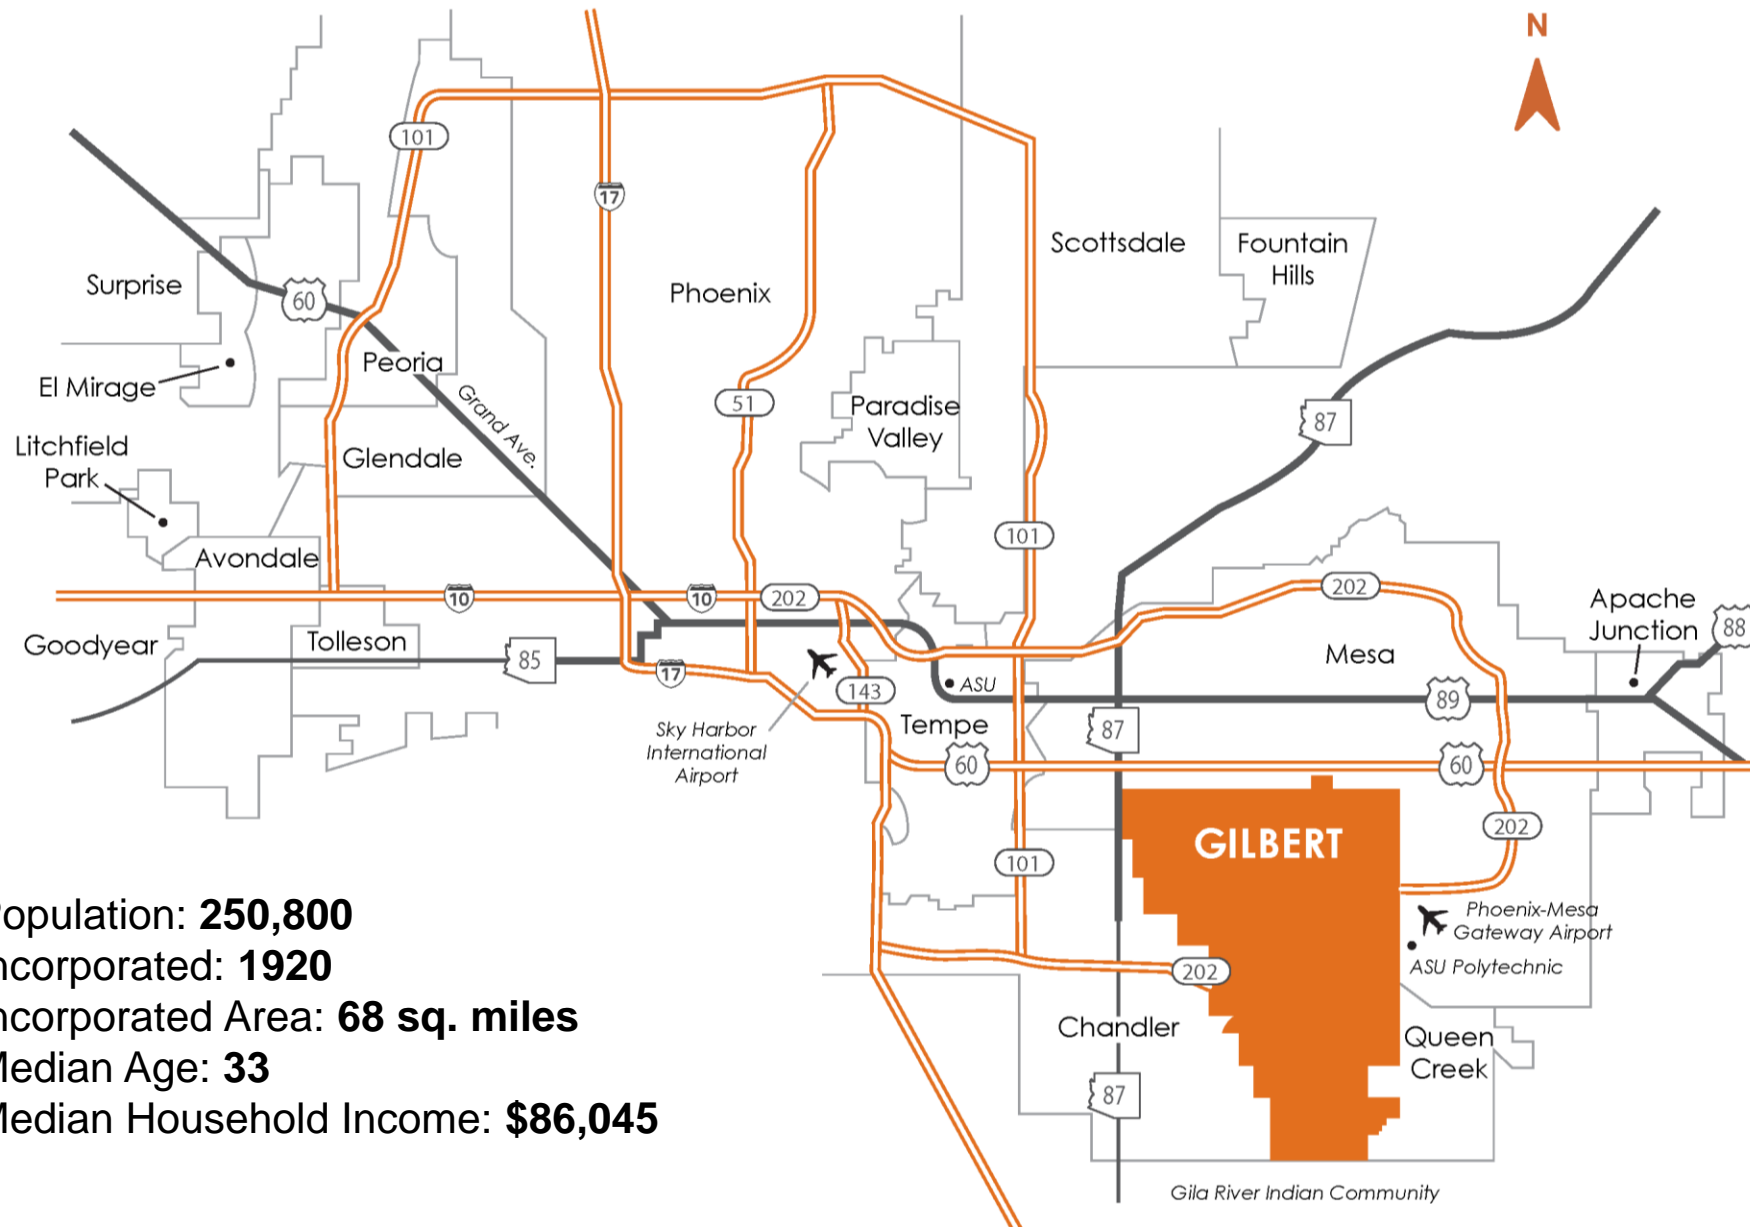 N
101
17
Scottsdale
Fountain
Hills
Surprise
60
Phoenix
Peoria
El Mirage
Grand Ave.
51
Paradise
Valley
87
Litchfield
Park
Glendale
101
Avondale
10
10
202
202
Apache
Junction
88
Goodyear
Tolleson
85
17
Mesa
143
ASU
89
Sky Harbor
International
Airport
Tempe
87
60
60
GILBERT
202
101
opulation: 250,800
ncorporated: 1920
ncorporated Area: 68 sq. miles
Median Age: 33
Median Household Income: $86,045
Phoenix-Mesa
Gateway Airport
ASU Polytechnic
202
Chandler
Queen
Creek
87
Gila River Indian Community